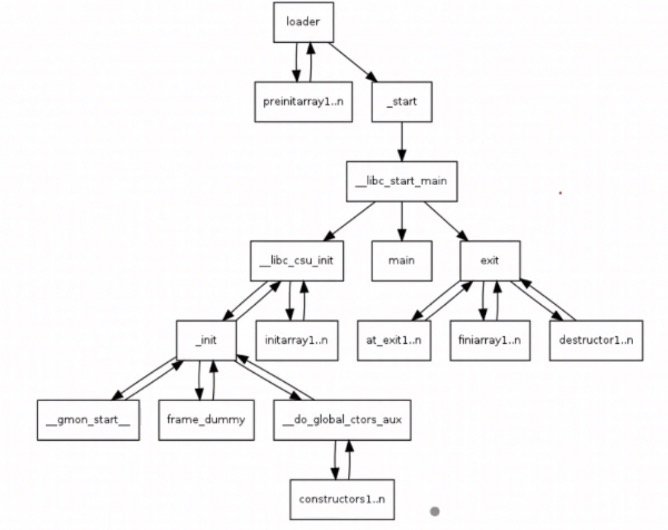 loader
preinitarray1..n
_start
__libc_start_main
__libc_csu_init
main
exit
_init
initarray1..n
at_exit1..n
finiarray1..n
destructor1..n
__gmon_start__
frame_dummy
__do_global_ctors_aux
constructors1..n